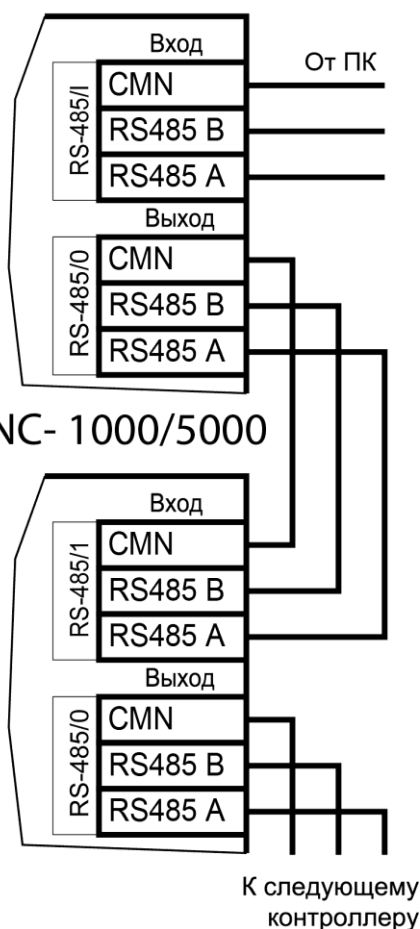 Вход
От ПК
RS-485/I
CMN
RS485 B
RS485 A
Выход
RS-485/0
CMN
RS485 B
RS485 A
NC- 1000/5000
Вход
RS-485/1
CMN
RS485 B
RS485 A
Выход
RS-485/0
CMN
RS485 B
RS485 A
К следующему
контроллеру